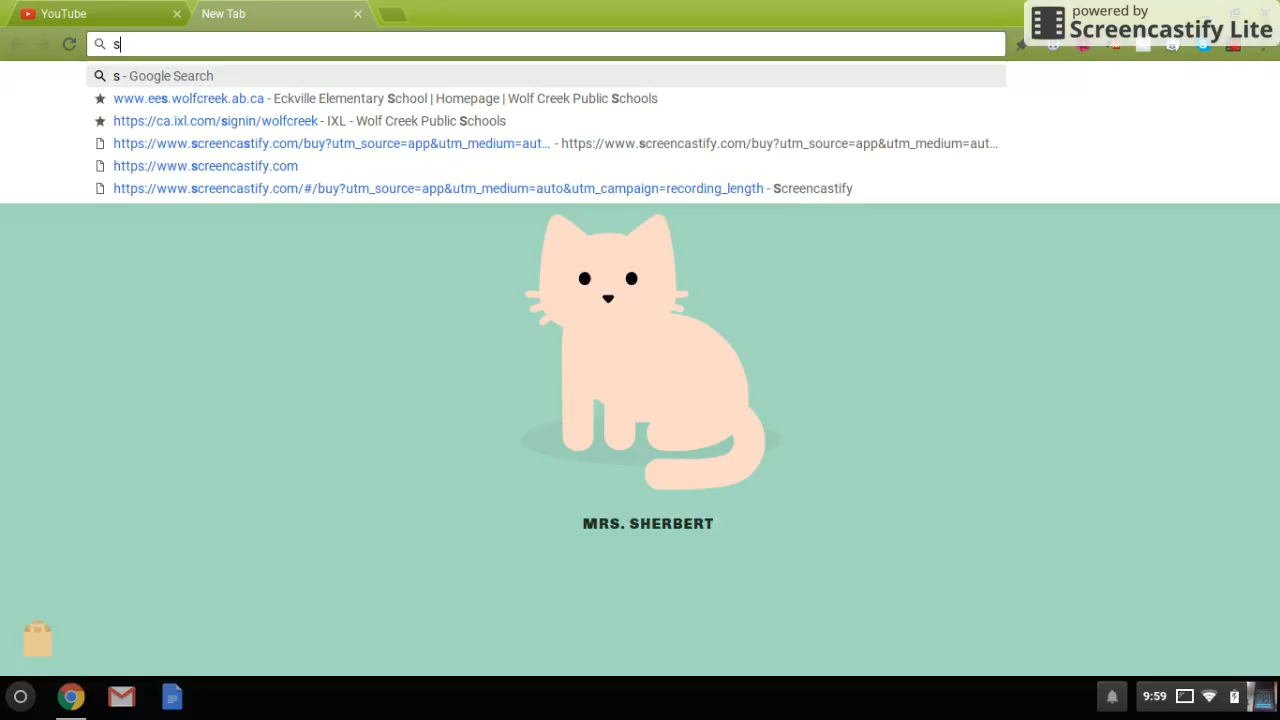 YouTube
New Tab
powered by
Screencastify Lite
s
s - Google Search
www.ees.wolfcreek.ab.ca - Eckville Elementary School | Homepage | Wolf Creek Public Schools
https://ca.ixl.com/signin/wolfcreek - IXL - Wolf Creek Public Schools
https://www.screencastify.com/buy?utm_source=app&utm_medium=aut... - https://www.screencastify.com/buy?utm_source=app&utm_medium=aut...
https://www.screencastify.com
https://www.screencastify.com/#/buy?utm_source=app&utm_medium=auto&utm_campaign=recording_length - Screencastify
MRS. SHERBERT
9:59